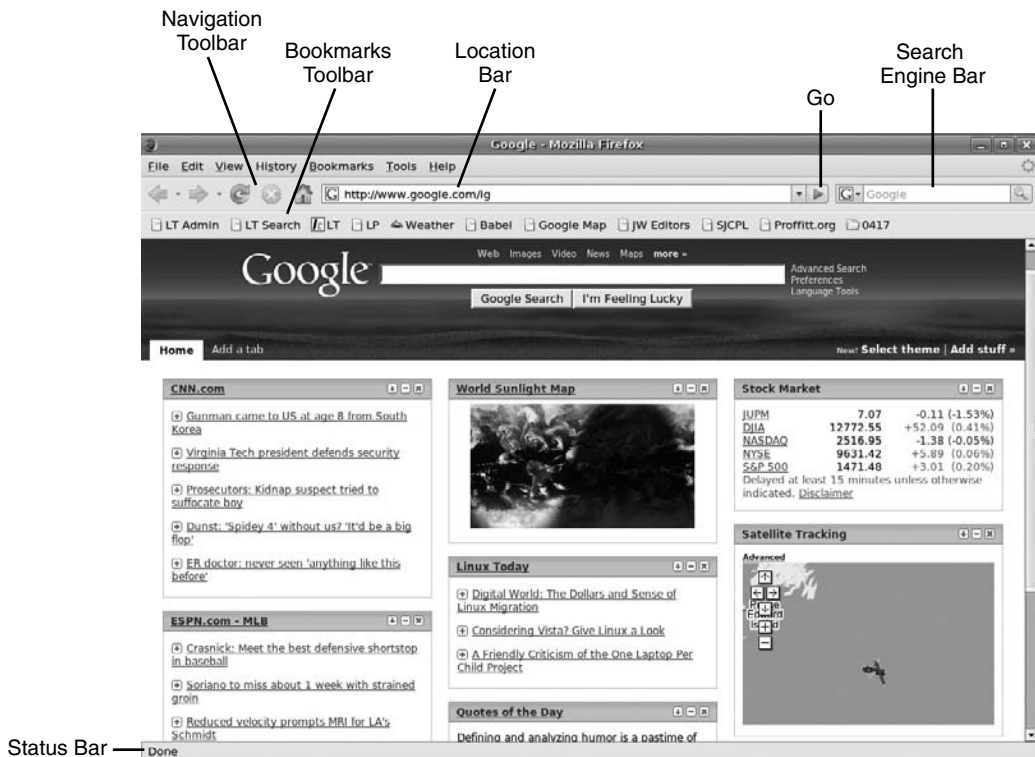 Navigation
Toolbar
Bookmarks
Toolbar
Location
Bar
Search
Engine Bar
Go
Google - Mozilla Firefox
File Edit View History Bookmarks Tools Help
G http://www.google.com/ig
G Google
LT Admin LT Search LT LP Weather Babel Google Map JW Editors SJCPL Proffitt.org 0417
Google
Web Images Video News Maps more »
Advanced Search
Preferences
Language Tools
Google Search I'm Feeling Lucky
Home Add a tab
New! Select theme | Add stuff »
CNN.com
Gunman came to US at age 8 from South
Korea
Virginia Tech president defends security
response
Prosecutors: Kidnap suspect tried to
suffocate boy
Dunst: 'Spidey 4' without us? 'It'd be a big
flop'
ER doctor: never seen 'anything like this
before'
ESPN.com - MLB
Crasnick: Meet the best defensive shortstop
in baseball
Soriano to miss about 1 week with strained
groin
Reduced velocity prompts MRI for LA's
Schmidt
World Sunlight Map
Linux Today
Digital World: The Dollars and Sense of
Linux Migration
Considering Vista? Give Linux a Look
A Friendly Criticism of the One Laptop Per
Child Project
Quotes of the Day
Defining and analyzing humor is a pastime of
Stock Market
JUPM 7.07 -0.11 (-1.53%)
DJIA 12772.55 +52.09 (0.41%)
NASDAQ 2516.95 -1.38 (-0.05%)
NYSE 9631.42 +5.89 (0.06%)
S&P 500 1471.48 +3.01 (0.20%)
Delayed at least 15 minutes unless otherwise
indicated. Disclaimer
Satellite Tracking
Advanced
Status Bar
Done